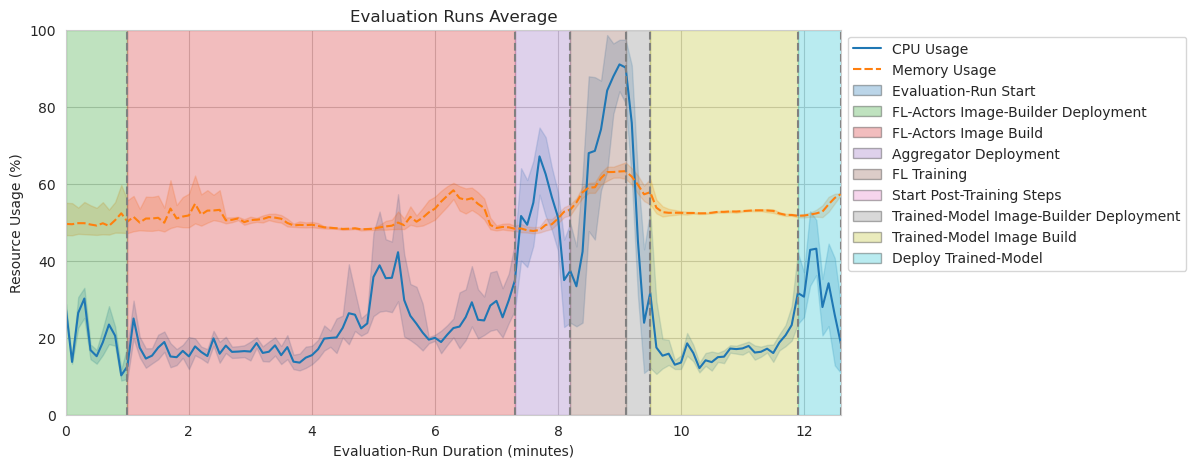 Evaluation Runs Average
100
80
60
40
20
0
Resource Usage (%)
0 2 4 6 8 10 12
Evaluation-Run Duration (minutes)
CPU Usage
Memory Usage
Evaluation-Run Start
FL-Actors Image-Builder Deployment
FL-Actors Image Build
Aggregator Deployment
FL Training
Start Post-Training Steps
Trained-Model Image-Builder Deployment
Trained-Model Image Build
Deploy Trained-Model